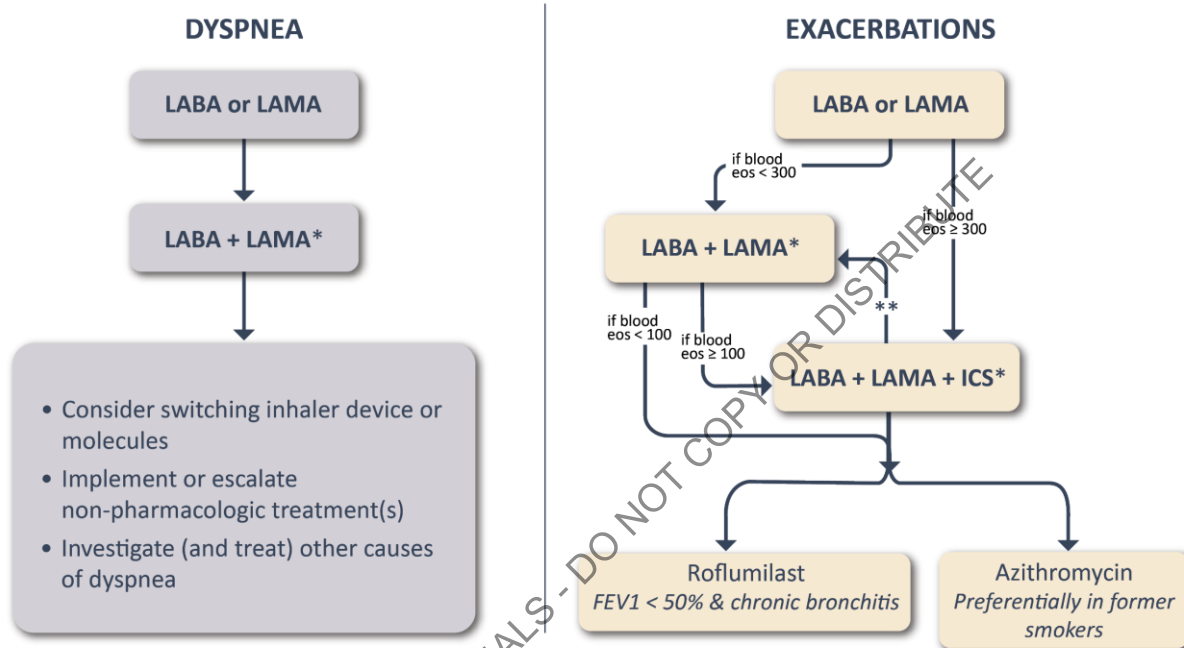 DYSPNEA
LABA or LAMA
LABA + LAMA*
• Consider switching inhaler device or
molecules
• Implement or escalate
non-pharmacologic treatment(s)
• Investigate (and treat) other causes
of dyspnea
EXACERBATIONS
LABA or LAMA
if blood
eos < 300
if blood
eos ≥ 300
LABA + LAMA*
if blood
eos < 100
if blood
eos ≥ 100
**
LABA + LAMA + ICS*
Roflumilast
FEV1 < 50% & chronic bronchitis
Azithromycin
Preferentially in former
smokers
ALS - DO NOT COPY OR DISTRIBUTE